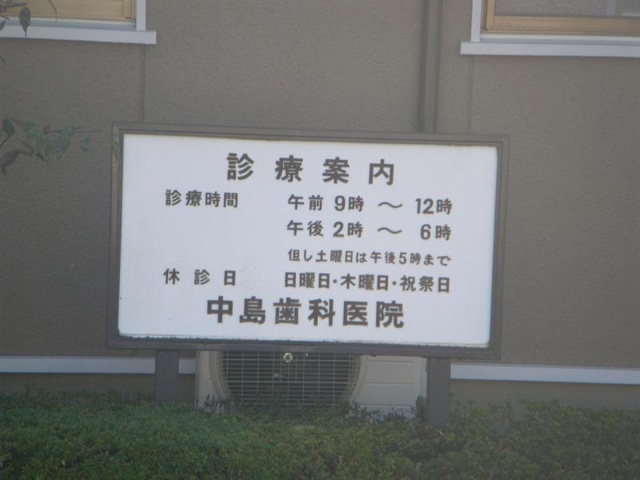 診療案内
診療時間 午前 9時 〜 12時
午後 2時 〜 6時
但し土曜日は午後5時まで
休診日 日曜日・木曜日・祝祭日
中島歯科医院